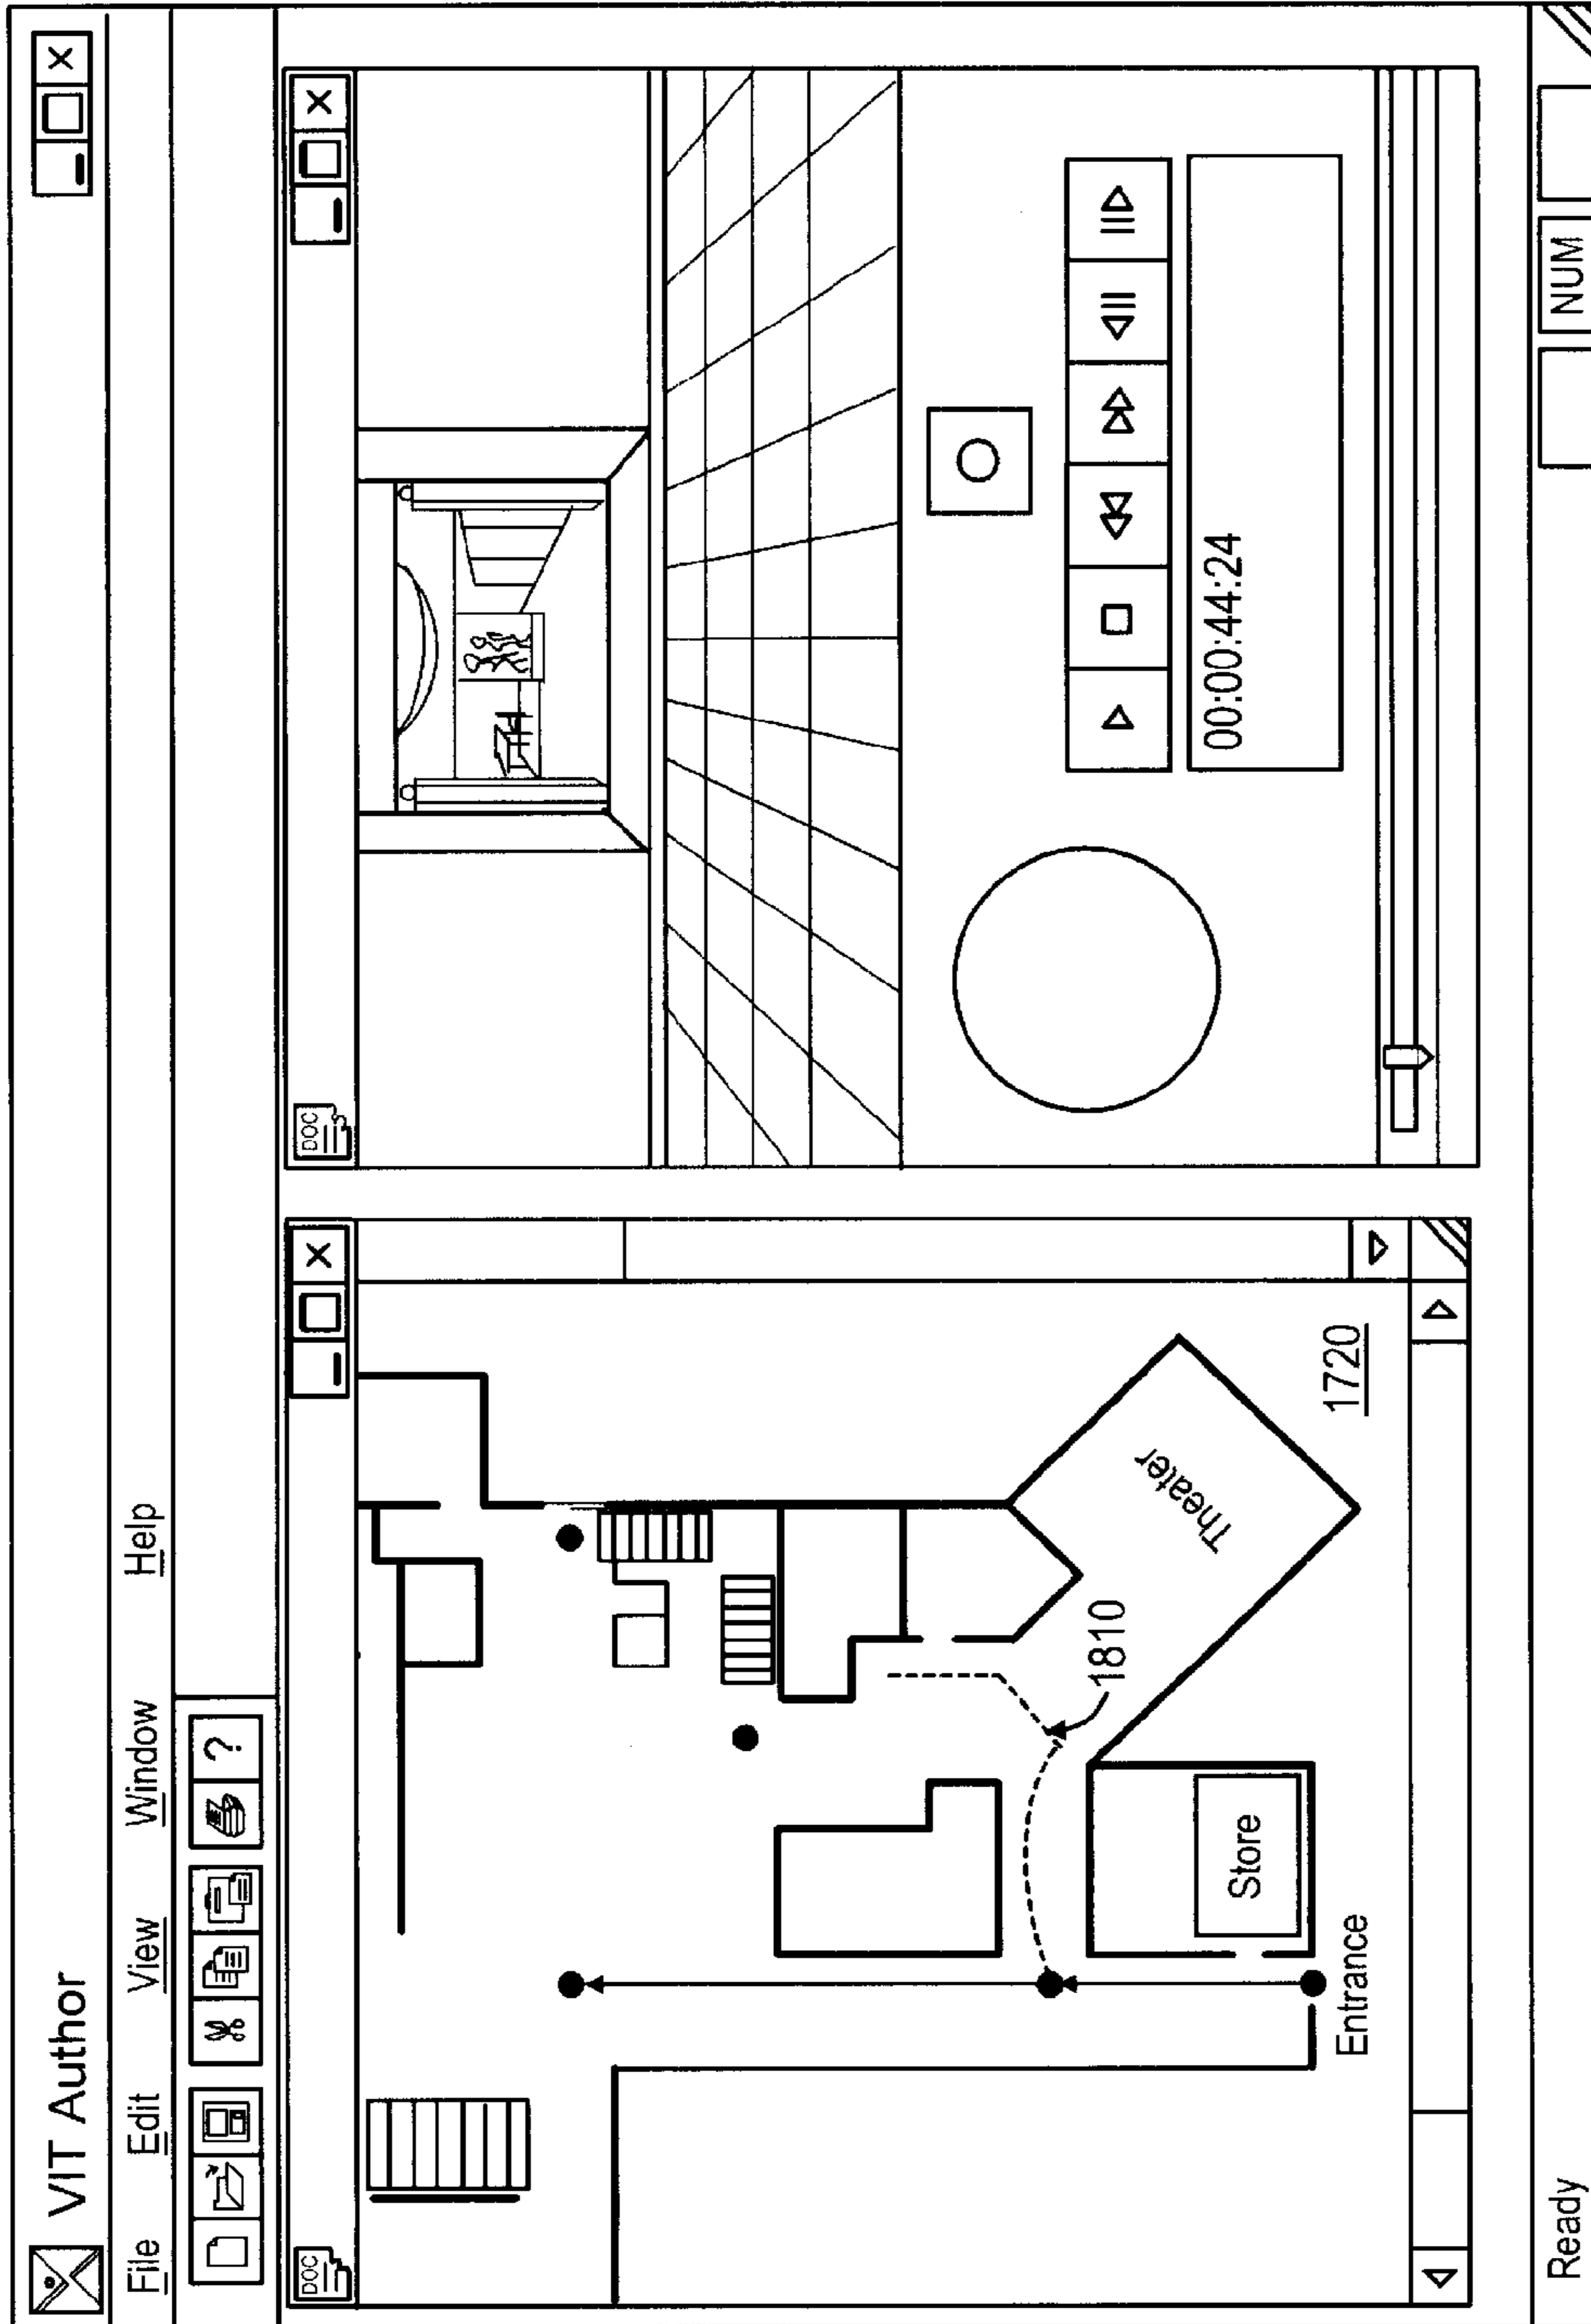 VIT Author
File Edit View Window Help
?
DOC
DOC
Theater
1810
Store
Entrance
1720
00:00:44:24
Ready
NUM